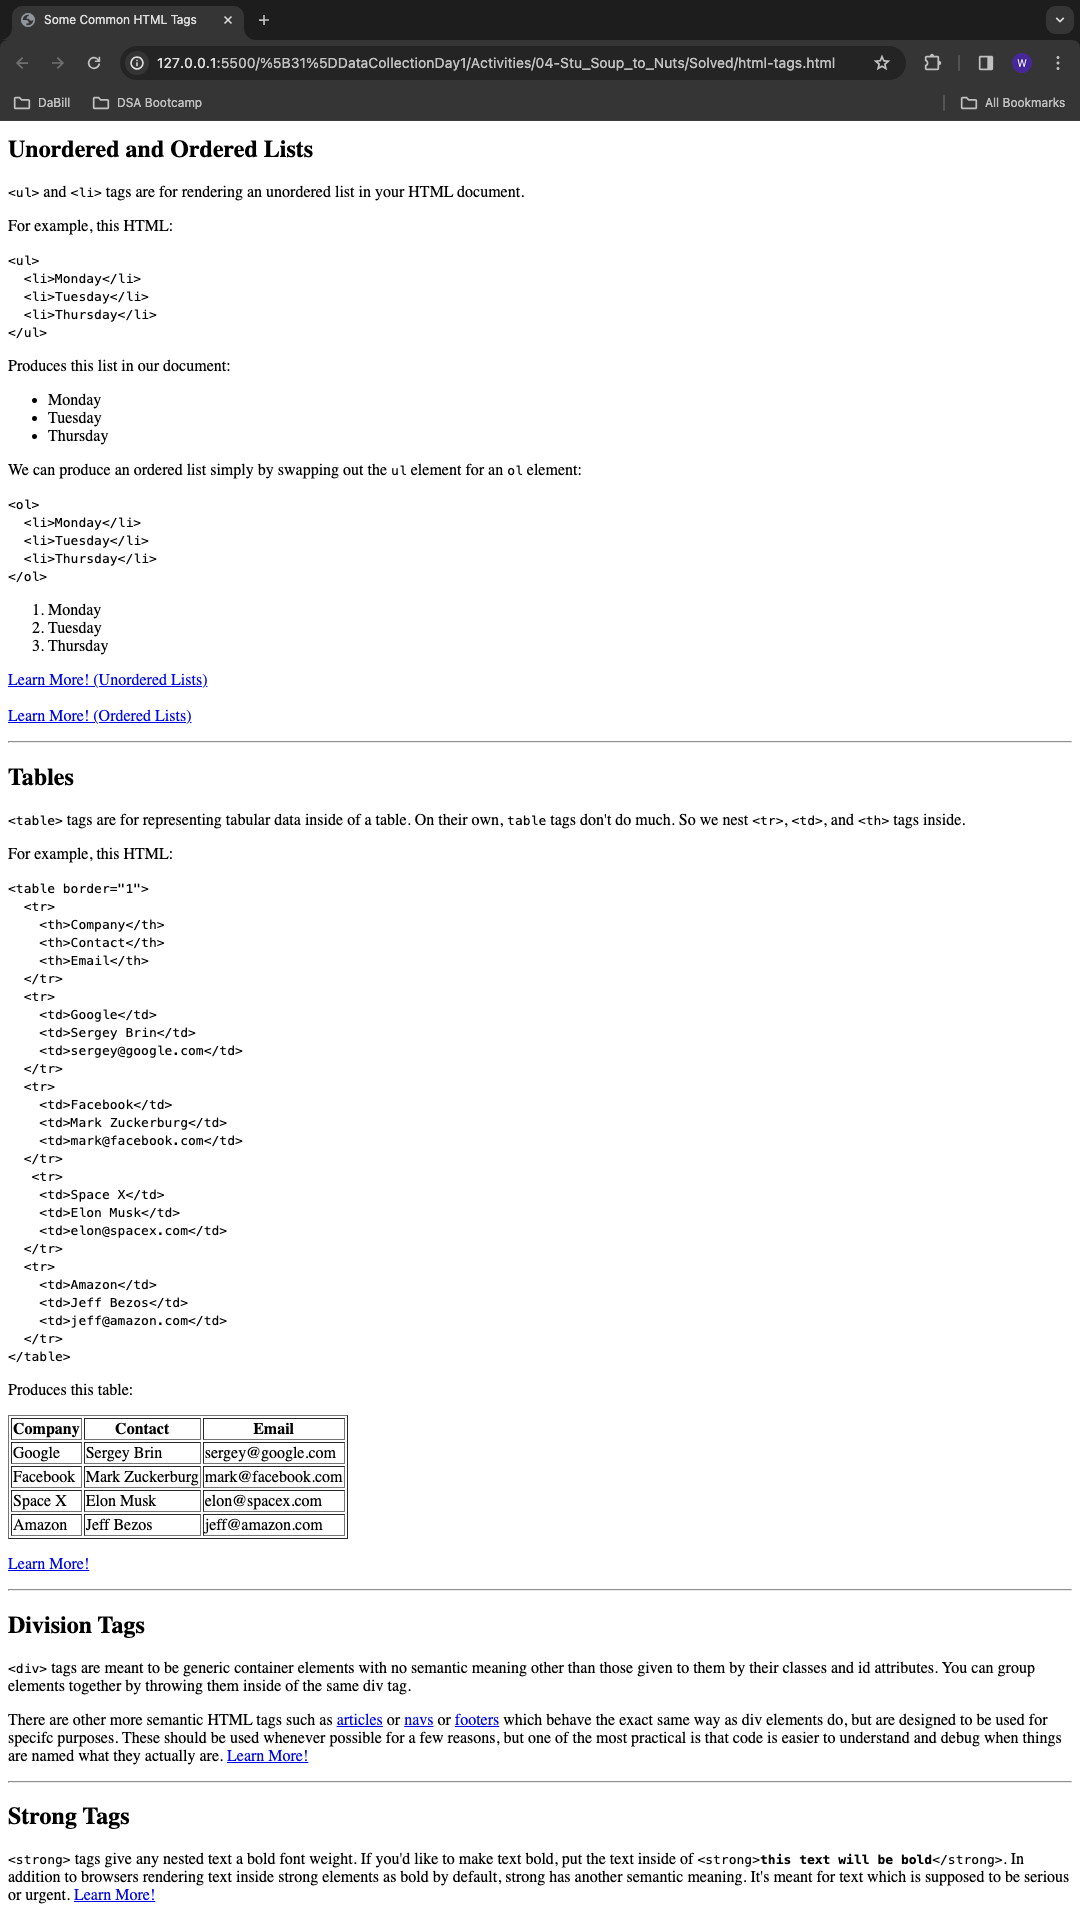 Some Common HTML Tags
127.0.0.1:5500/%5B31%5DDataCollectionDay1/Activities/04-Stu_Soup_to_Nuts/Solved/html-tags.html
W
DaBill
DSA Bootcamp
All Bookmarks
Unordered and Ordered Lists
<ul> and <li> tags are for rendering an unordered list in your HTML document.
For example, this HTML:
<ul>
  <li>Monday</li>
  <li>Tuesday</li>
  <li>Thursday</li>
</ul>
Produces this list in our document:
• Monday
• Tuesday
• Thursday
We can produce an ordered list simply by swapping out the ul element for an ol element:
<ol>
  <li>Monday</li>
  <li>Tuesday</li>
  <li>Thursday</li>
</ol>
1. Monday
2. Tuesday
3. Thursday
Learn More! (Unordered Lists)
Learn More! (Ordered Lists)
Tables
<table> tags are for representing tabular data inside of a table. On their own, table tags don't do much. So we nest <tr>, <td>, and <th> tags inside.
For example, this HTML:
<table border="1">
  <tr>
    <th>Company</th>
    <th>Contact</th>
    <th>Email</th>
  </tr>
  <tr>
    <td>Google</td>
    <td>Sergey Brin</td>
    <td>sergey@google.com</td>
  </tr>
  <tr>
    <td>Facebook</td>
    <td>Mark Zuckerburg</td>
    <td>mark@facebook.com</td>
  </tr>
   <tr>
    <td>Space X</td>
    <td>Elon Musk</td>
    <td>elon@spacex.com</td>
  </tr>
  <tr>
    <td>Amazon</td>
    <td>Jeff Bezos</td>
    <td>jeff@amazon.com</td>
  </tr>
</table>
Produces this table:
Company Contact Email
Google Sergey Brin sergey@google.com
Facebook Mark Zuckerburg mark@facebook.com
Space X Elon Musk elon@spacex.com
Amazon Jeff Bezos jeff@amazon.com
Learn More!
Division Tags
<div> tags are meant to be generic container elements with no semantic meaning other than those given to them by their classes and id attributes. You can group
elements together by throwing them inside of the same div tag.
There are other more semantic HTML tags such as articles or navs or footers which behave the exact same way as div elements do, but are designed to be used for
specifc purposes. These should be used whenever possible for a few reasons, but one of the most practical is that code is easier to understand and debug when things
are named what they actually are. Learn More!
Strong Tags
<strong> tags give any nested text a bold font weight. If you'd like to make text bold, put the text inside of <strong>this text will be bold</strong>. In
addition to browsers rendering text inside strong elements as bold by default, strong has another semantic meaning. It's meant for text which is supposed to be serious
or urgent. Learn More!